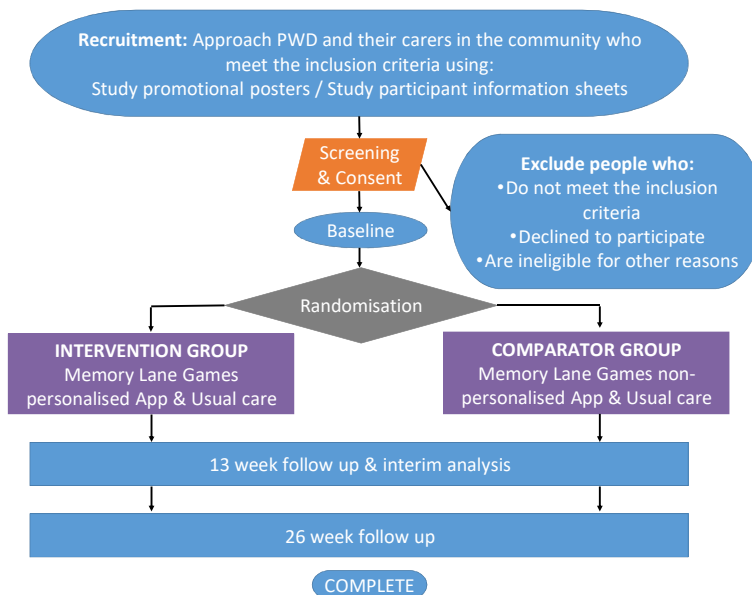 Recruitment: Approach PWD and their carers in the community who
meet the inclusion criteria using:
Study promotional posters / Study participant information sheets
Screening
& Consent
Exclude people who:
•Do not meet the inclusion
criteria
•Declined to participate
•Are ineligible for other reasons
Baseline
Randomisation
INTERVENTION GROUP
Memory Lane Games
personalised App & Usual care
COMPARATOR GROUP
Memory Lane Games non-
personalised App & Usual care
13 week follow up & interim analysis
26 week follow up
COMPLETE